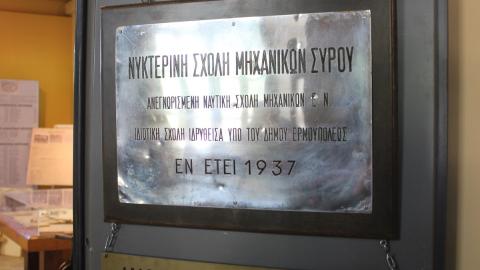 ΝΥΚΤΕΡΙΝΗ ΣΧΟΛΗ ΜΗΧΑΝΙΚΩΝ ΣΥΡΟΥ
ΑΝΕΓΝΩΡΙΣΜΕΝΗ ΝΑΥΤΙΚΗ ΣΧΟΛΗ ΜΗΧΑΝΙΚΩΝ Ε Ν
ΙΔΙΩΤΙΚΗ ΣΧΟΛΗ ΙΔΡΥΘΕΙΣΑ ΥΠΟ ΤΟΥ ΔΗΜΟΥ ΕΡΜΟΥΠΟΛΕΩΣ
ΕΝ ΕΤΕΙ 1937